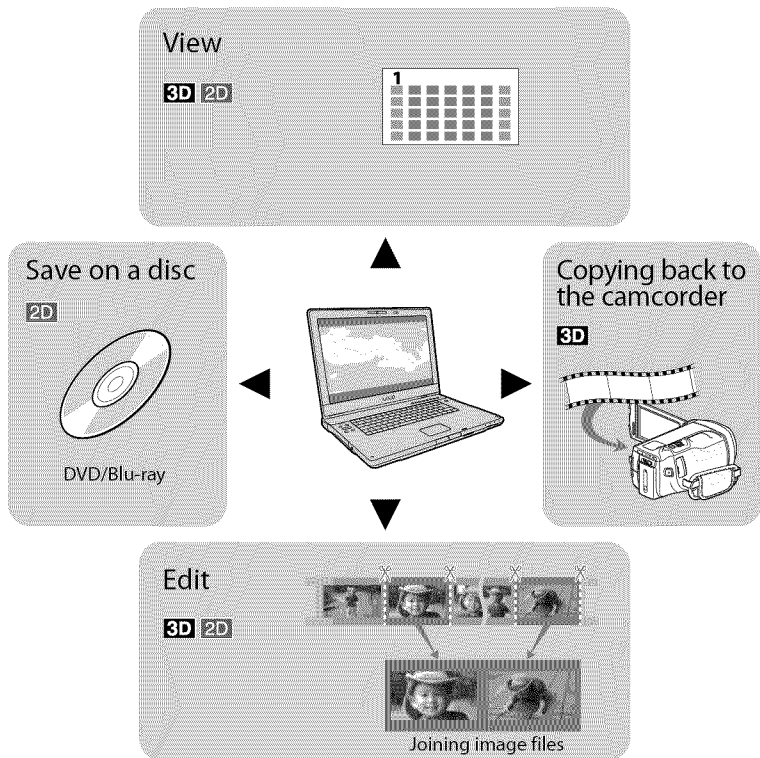 View
3D 2D
1
Save on a disc
2D
DVD/Blu-ray
Copying back to
the camcorder
3D
Edit
3D 2D
Joining image files